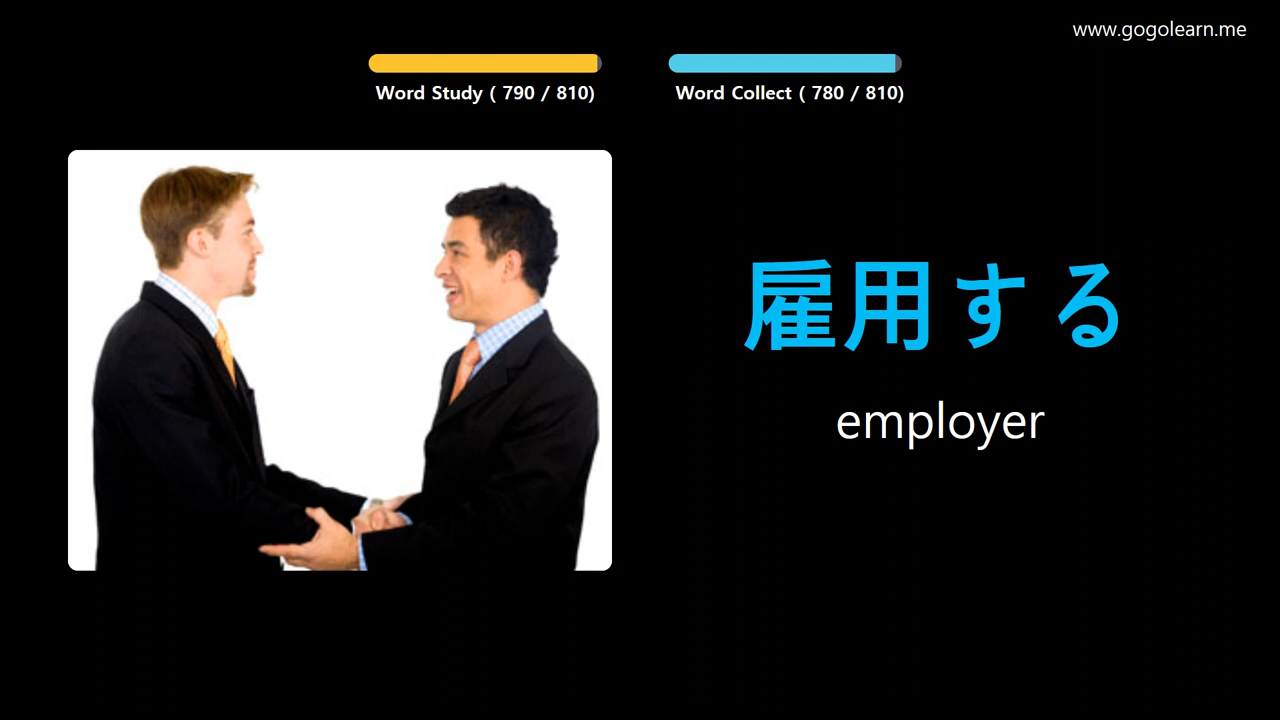 www.gogolearn.me
Word Study ( 790 / 810)
Word Collect ( 780 / 810)
雇用する
employer